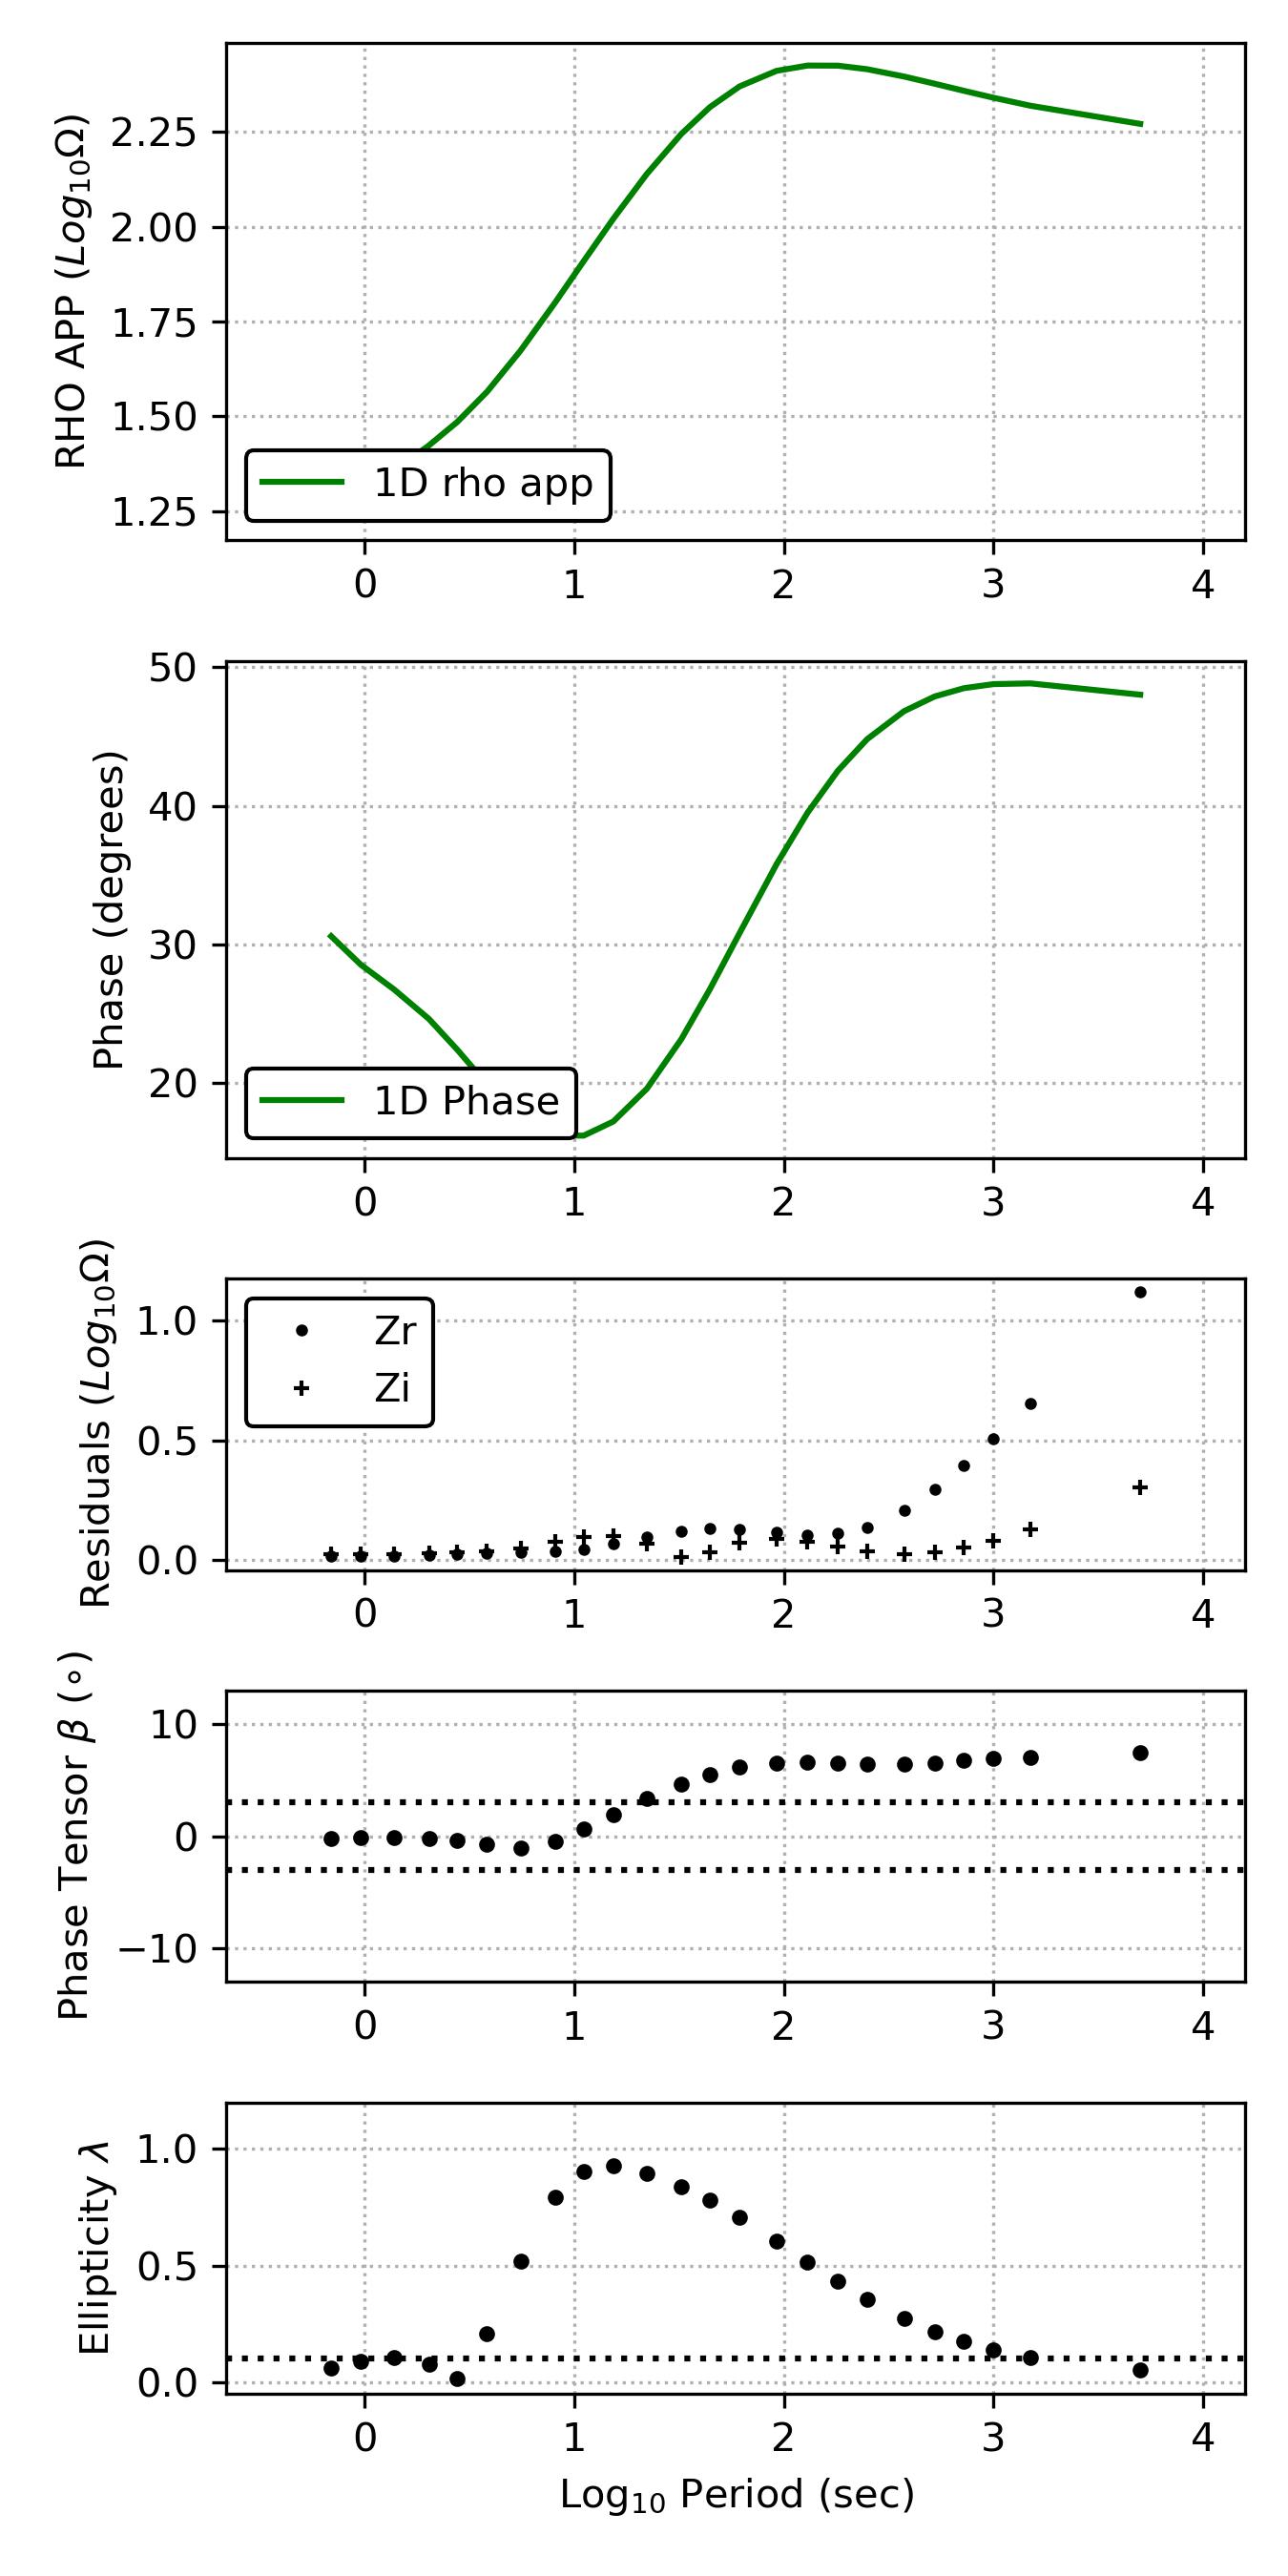 RHO APP (Log₁₀Ω)
2.25
2.00
1.75
1.50
1.25
1D rho app
0 1 2 3 4
Phase (degrees)
50
40
30
20
1D Phase
0 1 2 3 4
Residuals (Log₁₀Ω)
1.0
0.5
0.0
Zr
Zi
0 1 2 3 4
Phase Tensor β (∘)
10
0
−10
0 1 2 3 4
Ellipticity λ
1.0
0.5
0.0
0 1 2 3 4
Log₁₀ Period (sec)